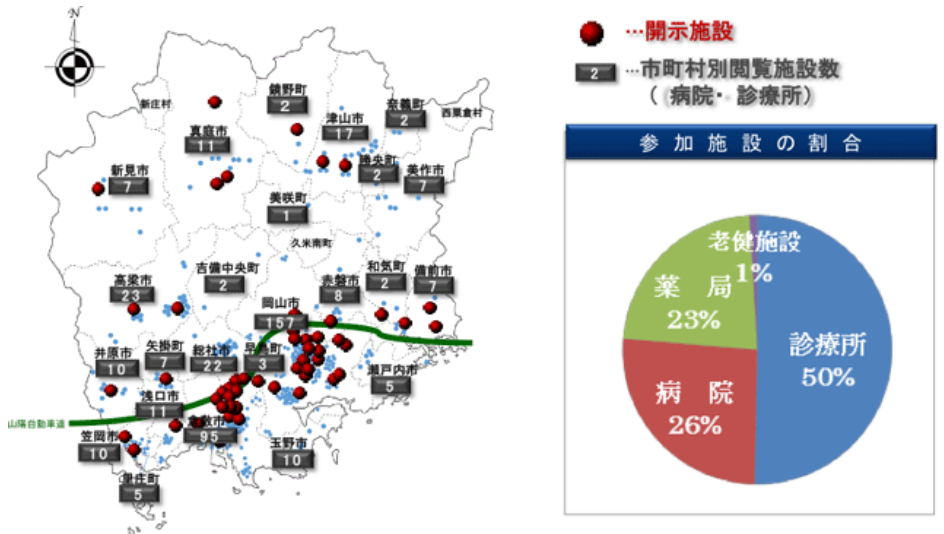 N
…開示施設
2 …市町村別閲覧施設数
（ 病院・ 診療所）
参加施設の割合
老健施設
1%
薬 局
23%
診療所
50%
病 院
26%
新庄村
鏡野町
2
奈義町
2
西粟倉村
真庭市
11
津山市
17
勝央町
2
美作市
7
新見市
7
美咲町
1
久米南町
高梁市
23
吉備中央町
2
赤磐市
8
和気町
2
備前市
7
岡山市
157
井原市
10
矢掛町
7
総社市
22
早島町
3
瀬戸内市
5
浅口市
11
山陽自動車道
倉敷市
95
笠岡市
10
玉野市
10
里庄町
5